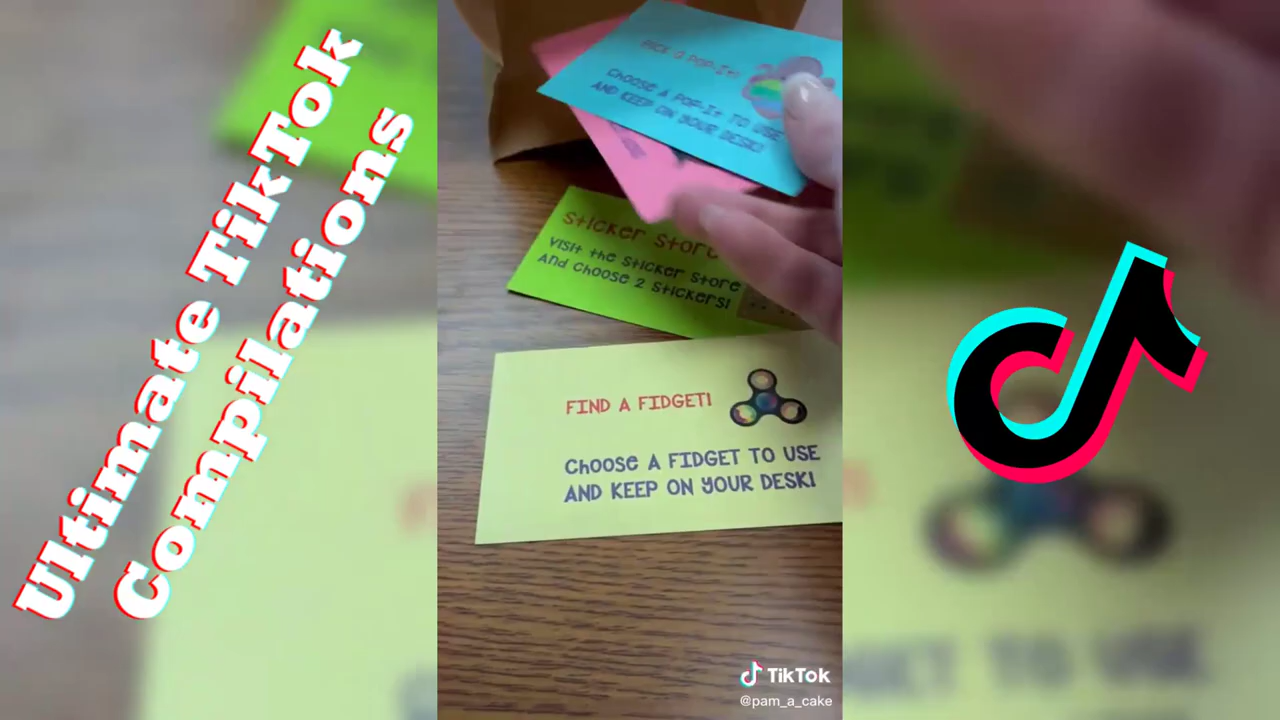 Ultimate TikTok
Compilations
PICK A POP-It!
CHOOSE A POP-It TO USE
AND KEEP ON YOUR DESK!
Sticker Store
Visit the sticker store
And choose 2 stickers!
FIND A FIDGET!
CHOOSE A FIDGET TO USE
AND KEEP ON YOUR DESK!
TikTok
@pam_a_cake